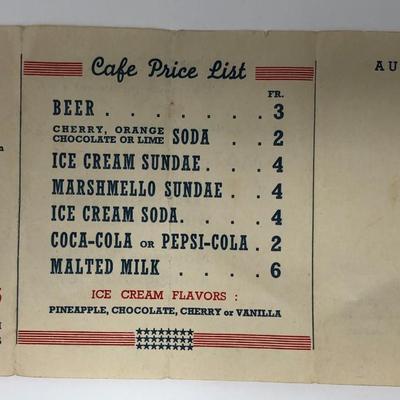 Cafe Price List
AU
FR.
BEER . . . . . . . 3
CHERRY, ORANGE
CHOCOLATE OR LIME SODA . . 2
ICE CREAM SUNDAE . . . 4
MARSHMELLO SUNDAE . . 4
ICE CREAM SODA . . . . 4
COCA-COLA OR PEPSI-COLA . 2
MALTED MILK . . . . 6
ICE CREAM FLAVORS :
PINEAPPLE, CHOCOLATE, CHERRY or VANILLA